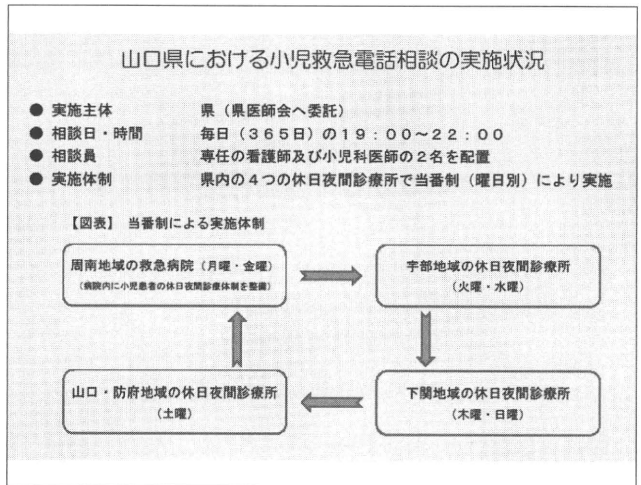 山口県における小児救急電話相談の実施状況
● 実施主体 県（県医師会へ委託）
● 相談日・時間 毎日（３６５日）の１９：００～２２：００
● 相談員 専任の看護師及び小児科医師の２名を配置
● 実施体制 県内の４つの休日夜間診療所で当番制（曜日別）により実施
【図表】 当番制による実施体制
周南地域の救急病院（月曜・金曜）
（病院内に小児患者の休日夜間診療体制を整備）
宇部地域の休日夜間診療所
（火曜・水曜）
山口・防府地域の休日夜間診療所
（土曜）
下関地域の休日夜間診療所
（木曜・日曜）